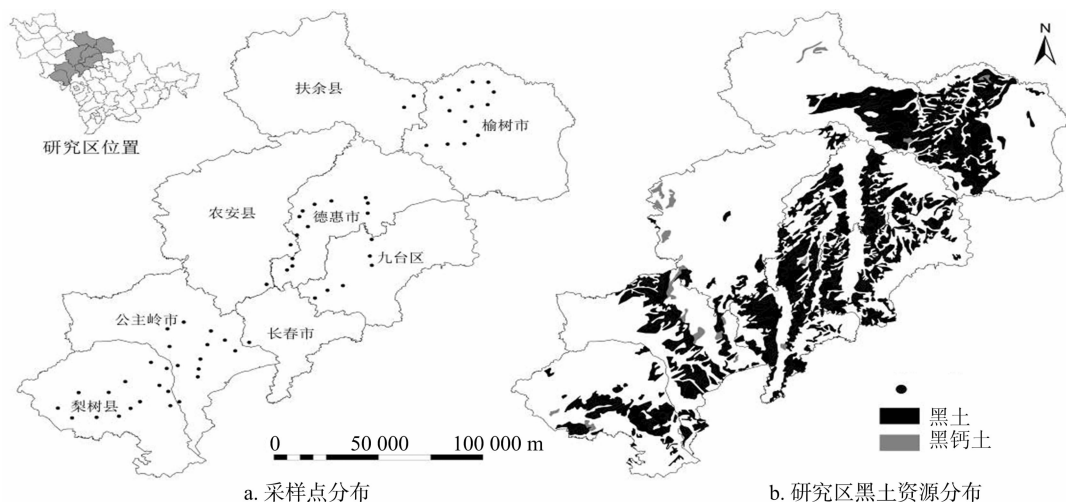 研究区位置
扶余县
榆树市
农安县
德惠市
九台区
公主岭市
长春市
梨树县
0 50 000 100 000 m
a. 采样点分布
N
黑土
黑钙土
b. 研究区黑土资源分布